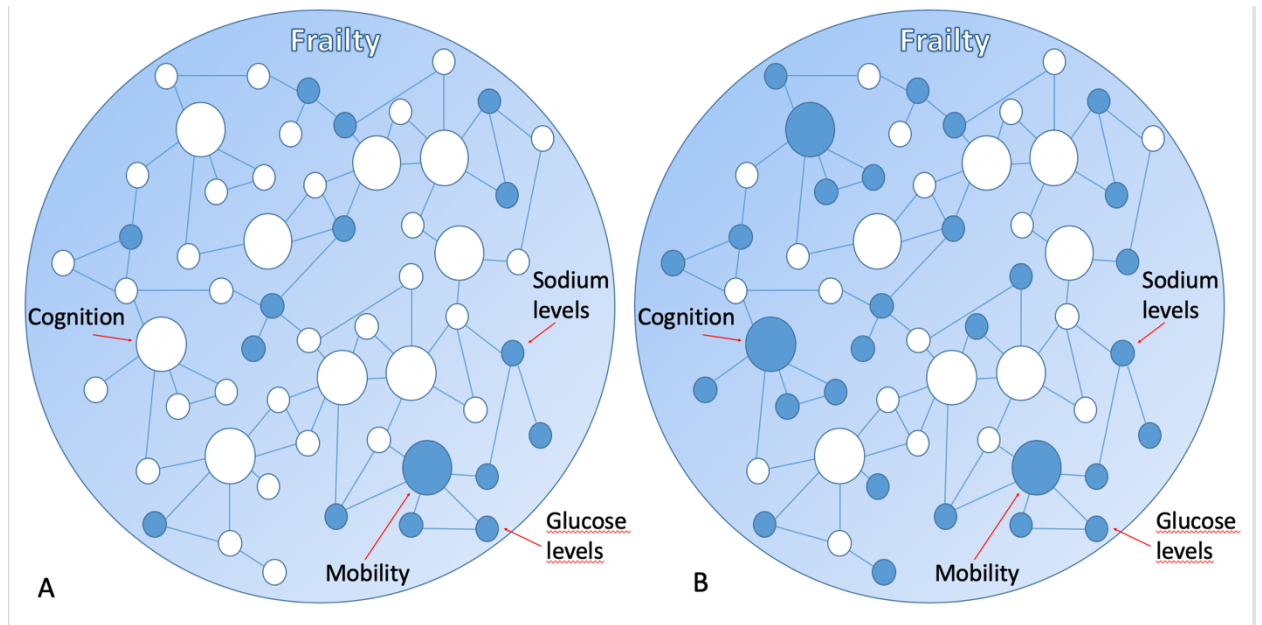 Frailty
Cognition
Sodium
levels
Glucose
levels
Mobility
A
Frailty
Cognition
Sodium
levels
Glucose
levels
Mobility
B